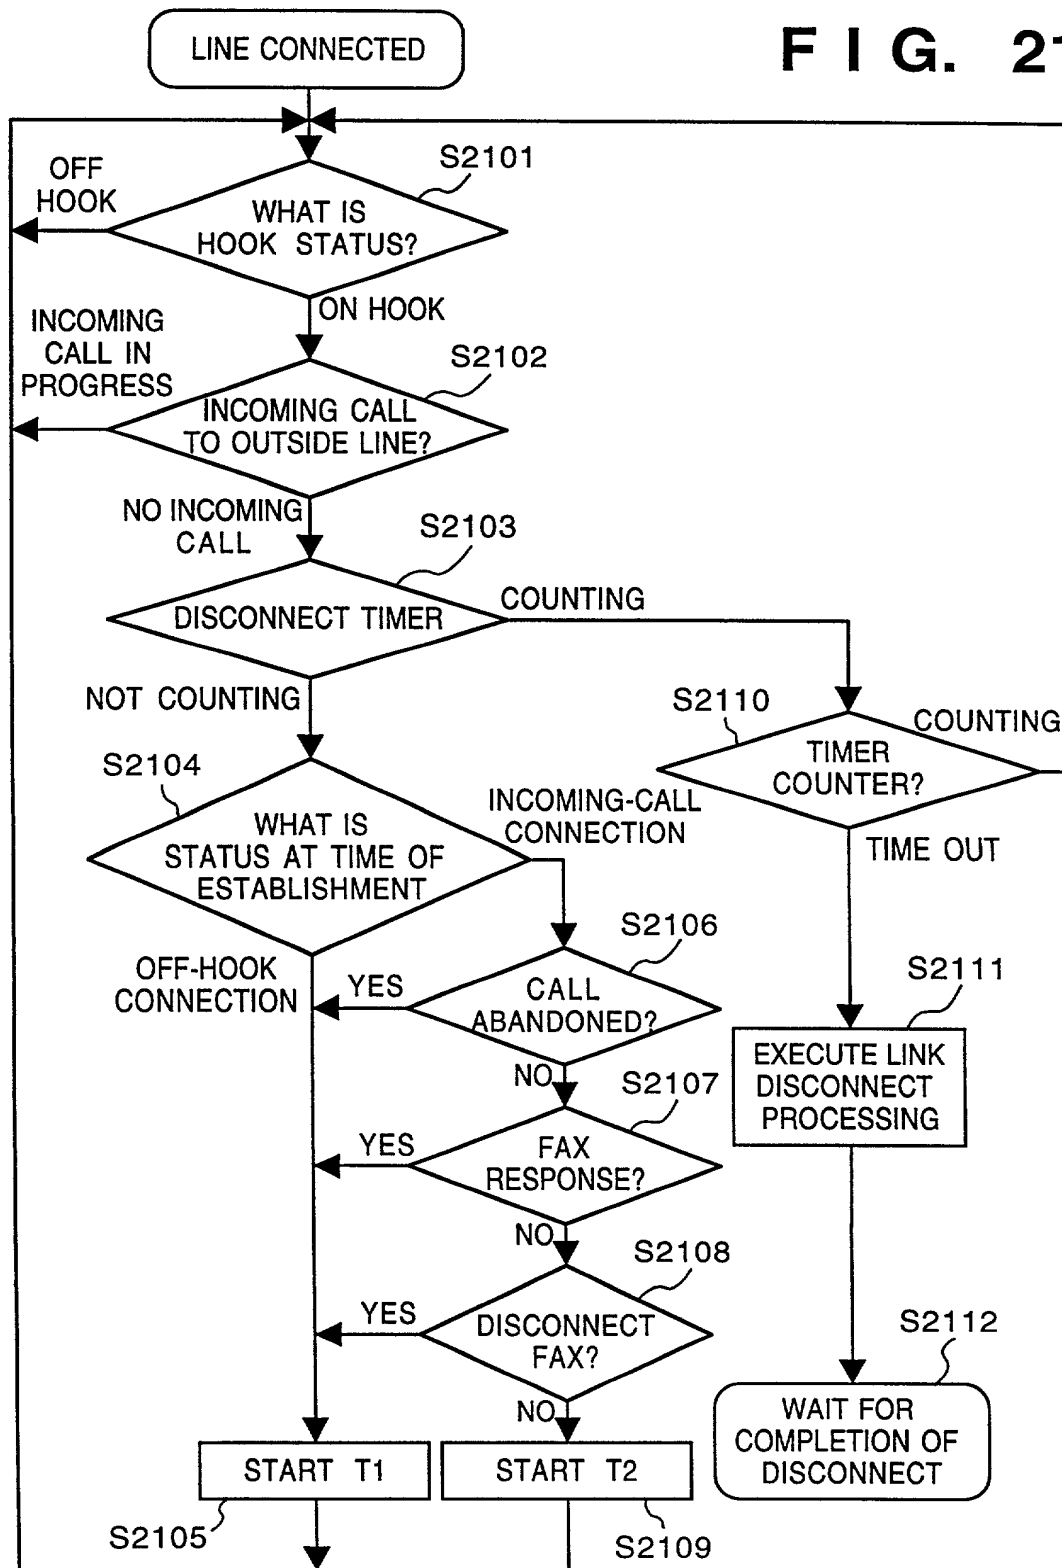 LINE CONNECTED
FIG. 21
S2101
OFF
HOOK
WHAT IS
HOOK STATUS?
ON HOOK
INCOMING
CALL IN
PROGRESS
S2102
INCOMING CALL
TO OUTSIDE LINE?
NO INCOMING
CALL
S2103
DISCONNECT TIMER
COUNTING
NOT COUNTING
S2110
COUNTING
TIMER
COUNTER?
S2104
WHAT IS
STATUS AT TIME OF
ESTABLISHMENT
INCOMING-CALL
CONNECTION
TIME OUT
OFF-HOOK
CONNECTION
S2106
YES
CALL
ABANDONED?
NO
S2111
EXECUTE LINK
DISCONNECT
PROCESSING
S2107
YES
FAX
RESPONSE?
NO
S2108
YES
DISCONNECT
FAX?
NO
S2112
WAIT FOR
COMPLETION OF
DISCONNECT
START T1
START T2
S2105
S2109